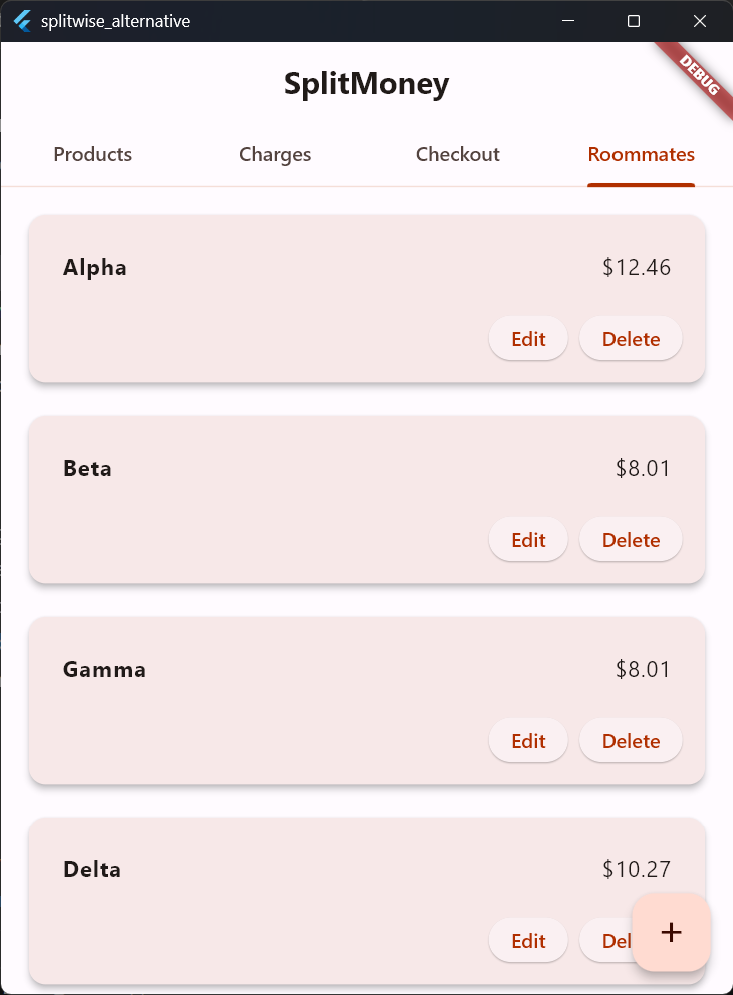 splitwise_alternative
DEBUG
SplitMoney
Products Charges Checkout Roommates
Alpha $12.46
Edit Delete
Beta $8.01
Edit Delete
Gamma $8.01
Edit Delete
Delta $10.27
Edit Del
+